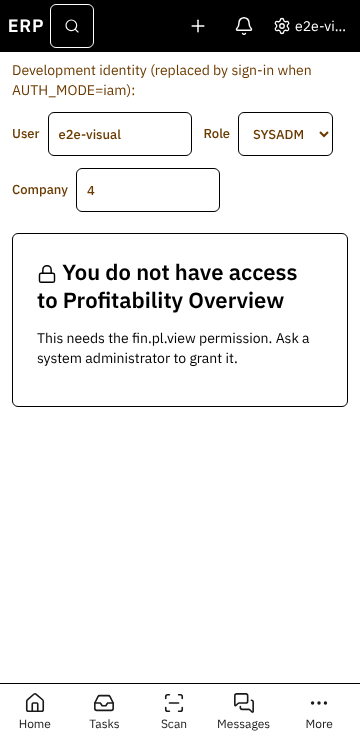 ERP e2e-vi...
Development identity (replaced by sign-in when
AUTH_MODE=iam):
User e2e-visual Role SYSADM
Company 4
You do not have access
to Profitability Overview
This needs the fin.pl.view permission. Ask a
system administrator to grant it.
Home Tasks Scan Messages More